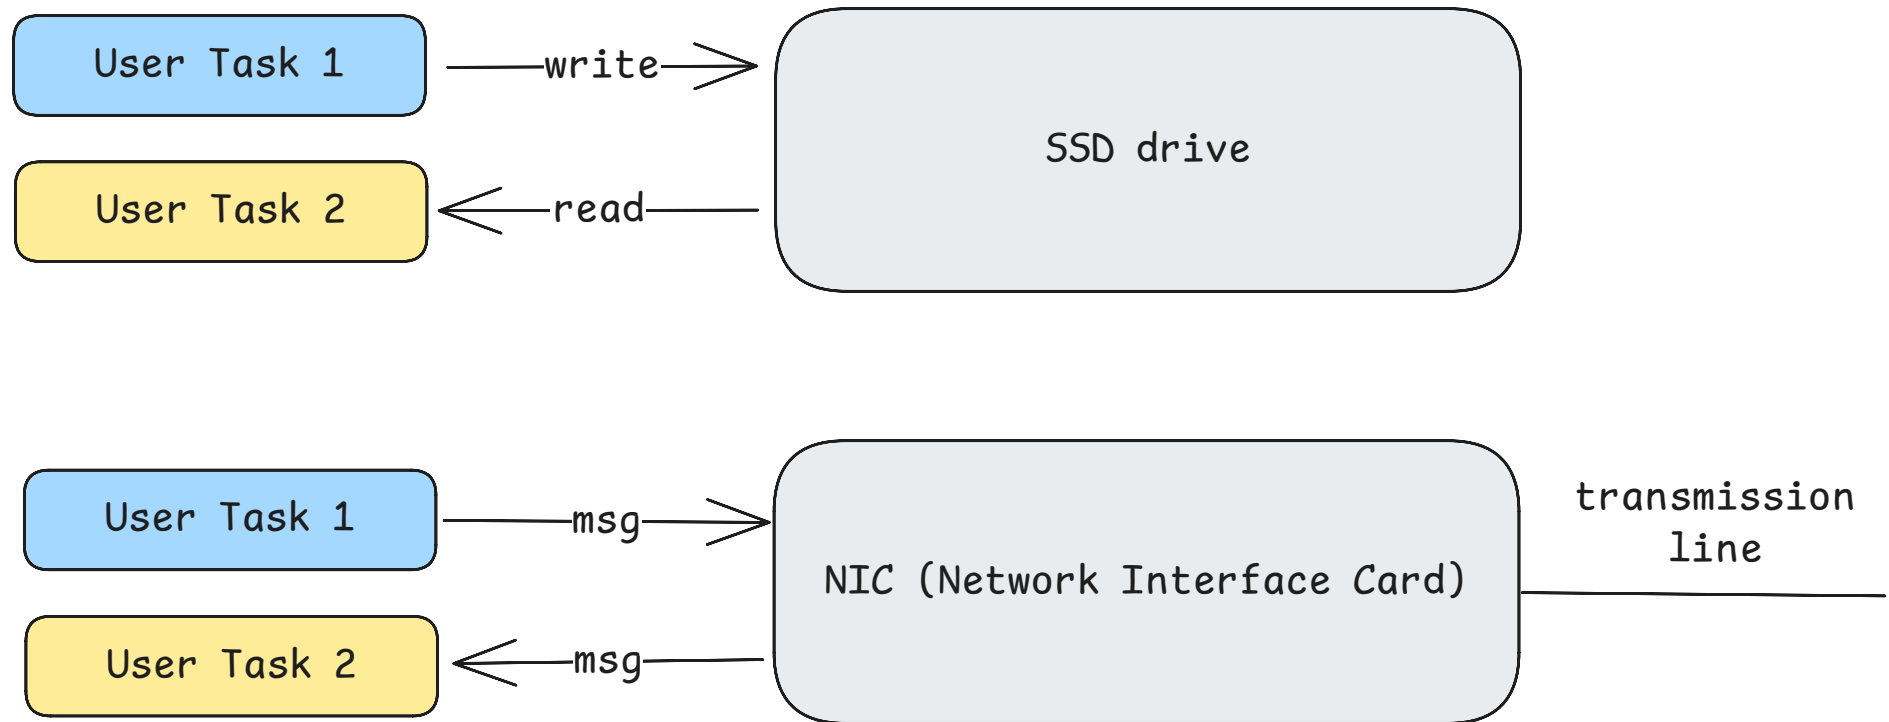 User Task 1
write
SSD drive
User Task 2
read
User Task 1
msg
transmission
line
NIC (Network Interface Card)
User Task 2
msg